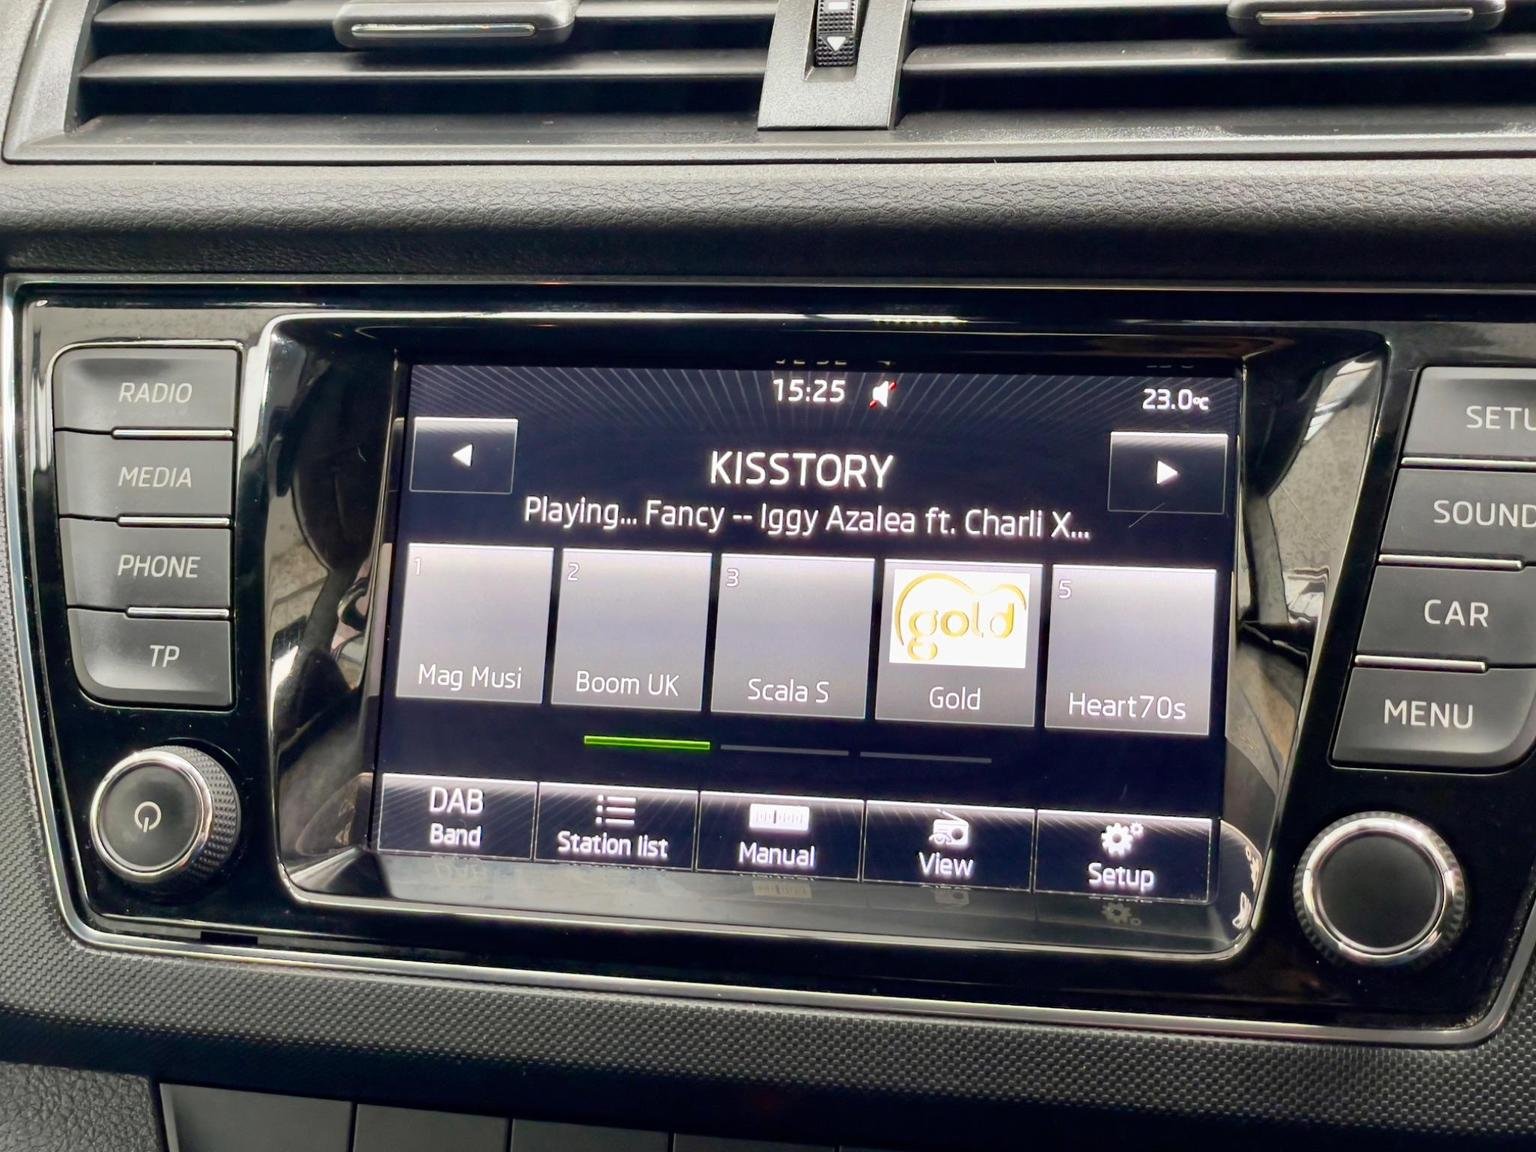 RADIO
MEDIA
PHONE
TP
15:25
23.0°C
KISSTORY
Playing... Fancy -- Iggy Azalea ft. Charli X...
1
Mag Musi
2
Boom UK
3
Scala S
gold
Gold
5
Heart70s
DAB
Band
Station list
Manual
View
Setup
SETU
SOUND
CAR
MENU